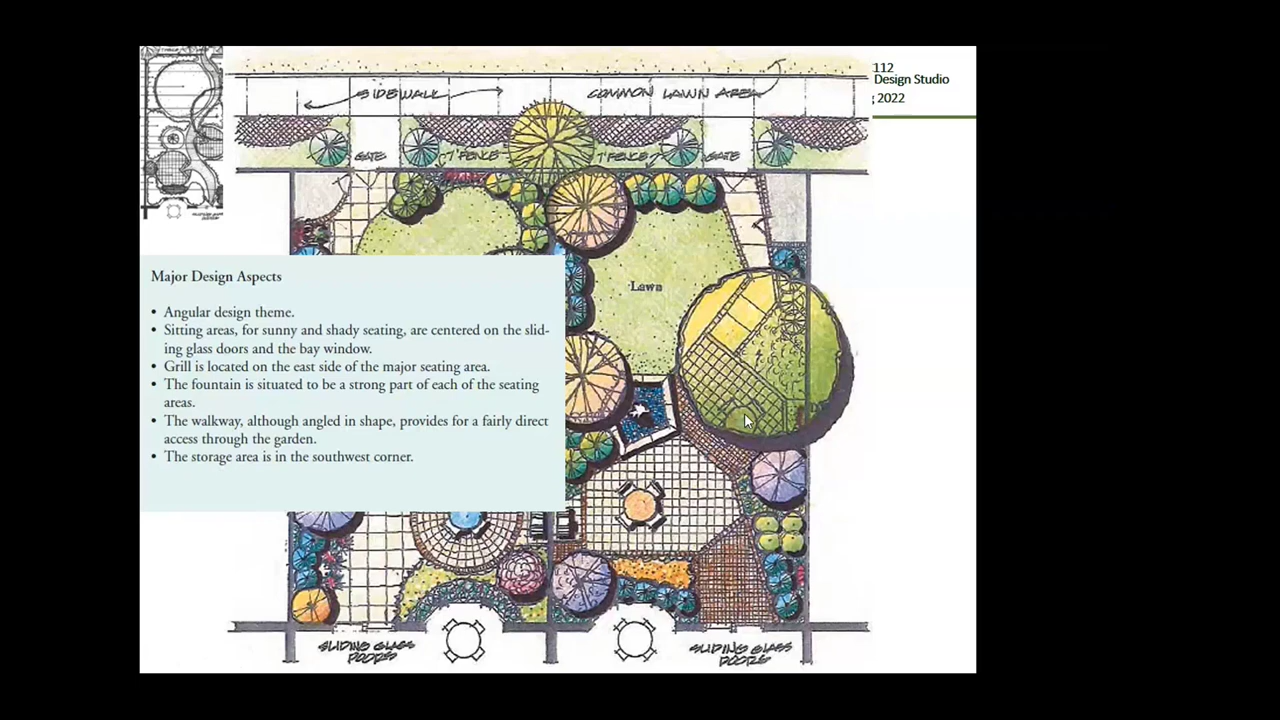 112
Design Studio
; 2022
SIDEWALL
COMMON LAWN AREA
GATE
7' FENCE
7' FENCE
GATE
Lawn
Major Design Aspects
• Angular design theme.
• Sitting areas, for sunny and shady seating, are centered on the slid-
ing glass doors and the bay window.
• Grill is located on the east side of the major seating area.
• The fountain is situated to be a strong part of each of the seating
areas.
• The walkway, although angled in shape, provides for a fairly direct
access through the garden.
• The storage area is in the southwest corner.
SLIDING GLASS
DOORS
SLIDING GLASS
DOORS